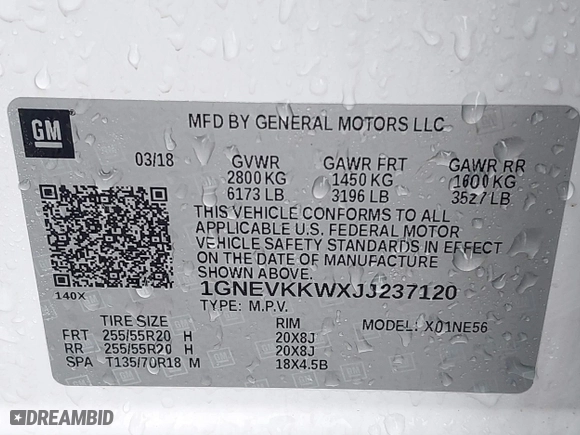 GM
MFD BY GENERAL MOTORS LLC
03/18 GVWR GAWR FRT GAWR RR
2800 KG 1450 KG 1600 KG
6173 LB 3196 LB 3527 LB
THIS VEHICLE CONFORMS TO ALL
APPLICABLE U.S. FEDERAL MOTOR
VEHICLE SAFETY STANDARDS IN EFFECT
ON THE DATE OF MANUFACTURE
SHOWN ABOVE.
140X
1GNEVKKWXJJ237120
TYPE: M.P.V.
TIRE SIZE RIM MODEL: X01NE56
FRT 255/55R20 H 20X8J
RR 255/55R20 H 20X8J
SPA T135/70R18 M 18X4.5B
DREAMBID